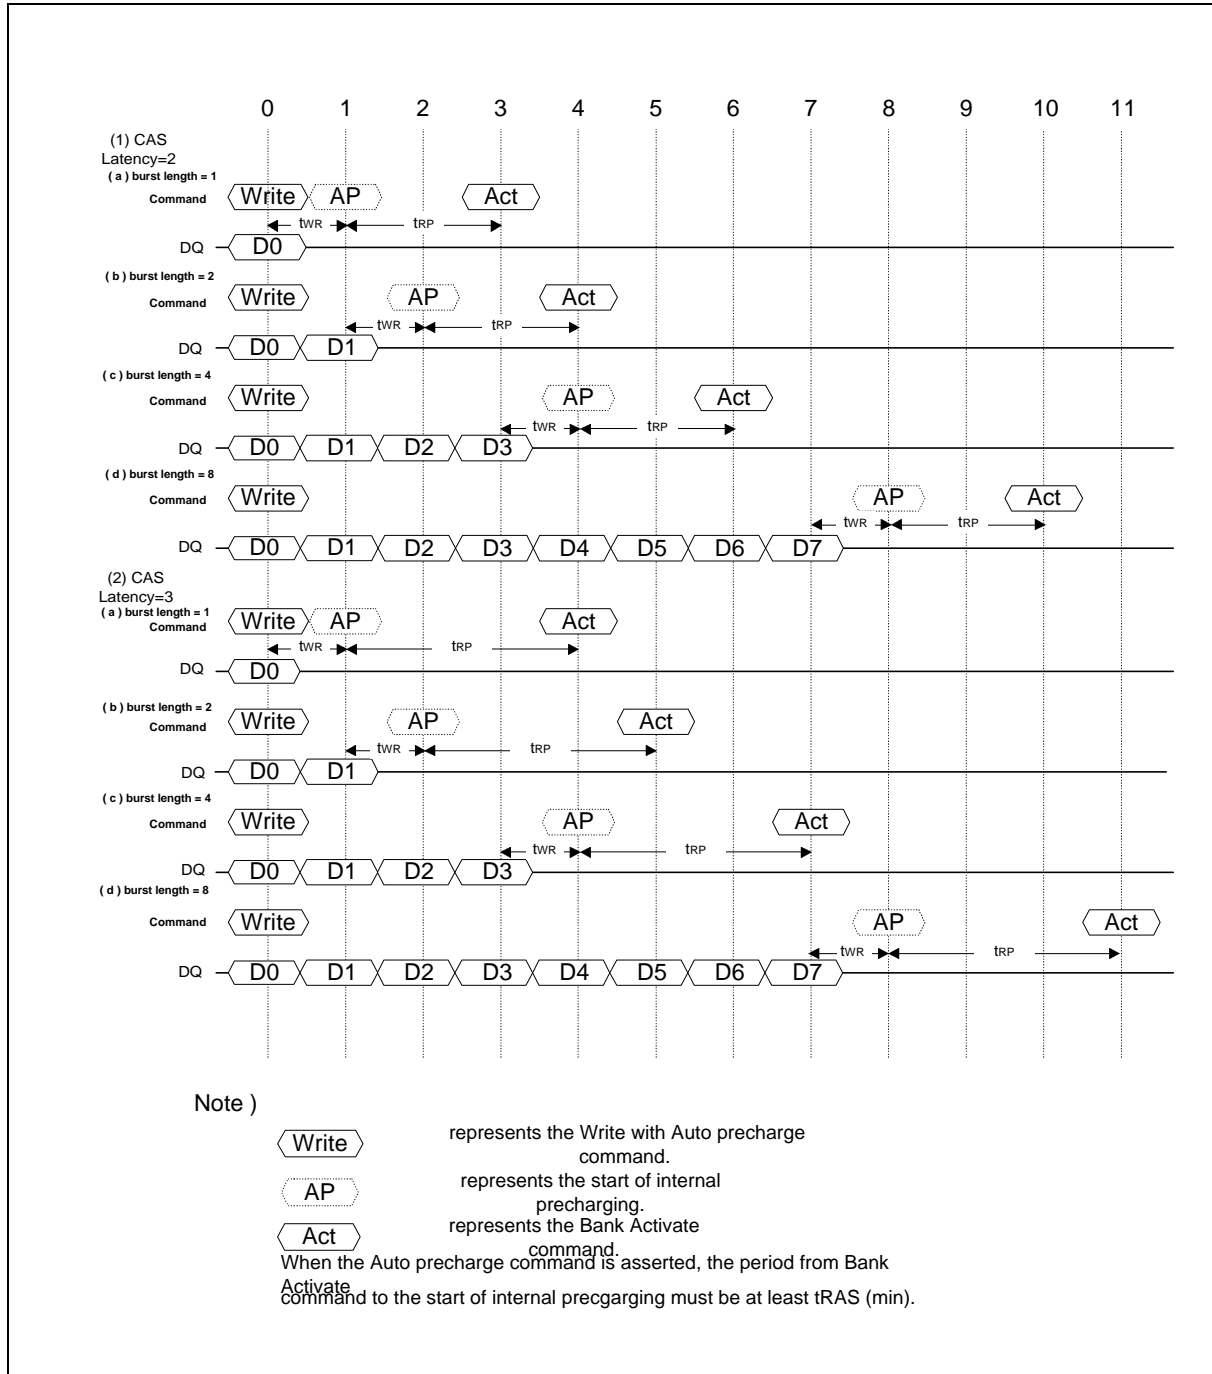 0 1 2 3 4 5 6 7 8 9 10 11
(1) CAS
Latency=2
( a ) burst length = 1
Command Write AP Act
tWR tRP
DQ D0
( b ) burst length = 2
Command Write AP Act
tWR tRP
DQ D0 D1
( c ) burst length = 4
Command Write AP Act
tWR tRP
DQ D0 D1 D2 D3
( d ) burst length = 8
Command Write AP Act
tWR tRP
DQ D0 D1 D2 D3 D4 D5 D6 D7
(2) CAS
Latency=3
( a ) burst length = 1
Command Write AP Act
tWR tRP
DQ D0
( b ) burst length = 2
Command Write AP Act
tWR tRP
DQ D0 D1
( c ) burst length = 4
Command Write AP Act
tWR tRP
DQ D0 D1 D2 D3
( d ) burst length = 8
Command Write AP Act
tWR tRP
DQ D0 D1 D2 D3 D4 D5 D6 D7
Note )
Write represents the Write with Auto precharge
command.
AP represents the start of internal
precharging.
Act represents the Bank Activate
command.
When the Auto precharge command is asserted, the period from Bank
Activate
command to the start of internal precgarging must be at least tRAS (min).